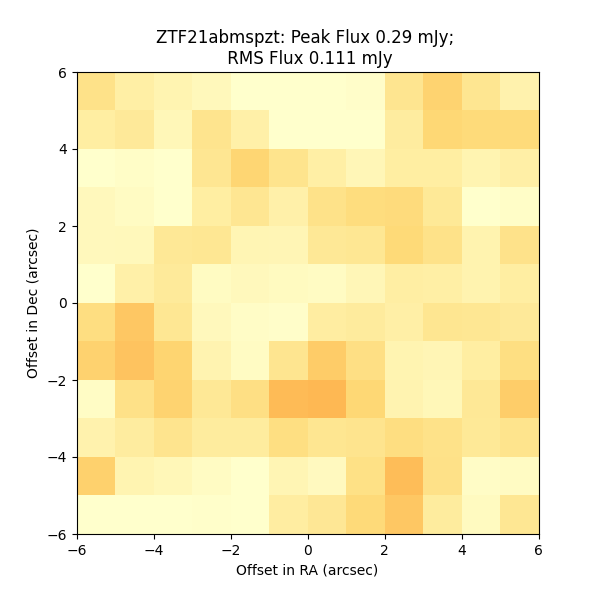 ZTF21abmspzt: Peak Flux 0.29 mJy;
RMS Flux 0.111 mJy
6
4
2
0
−2
−4
−6
Offset in Dec (arcsec)
−6 −4 −2 0 2 4 6
Offset in RA (arcsec)